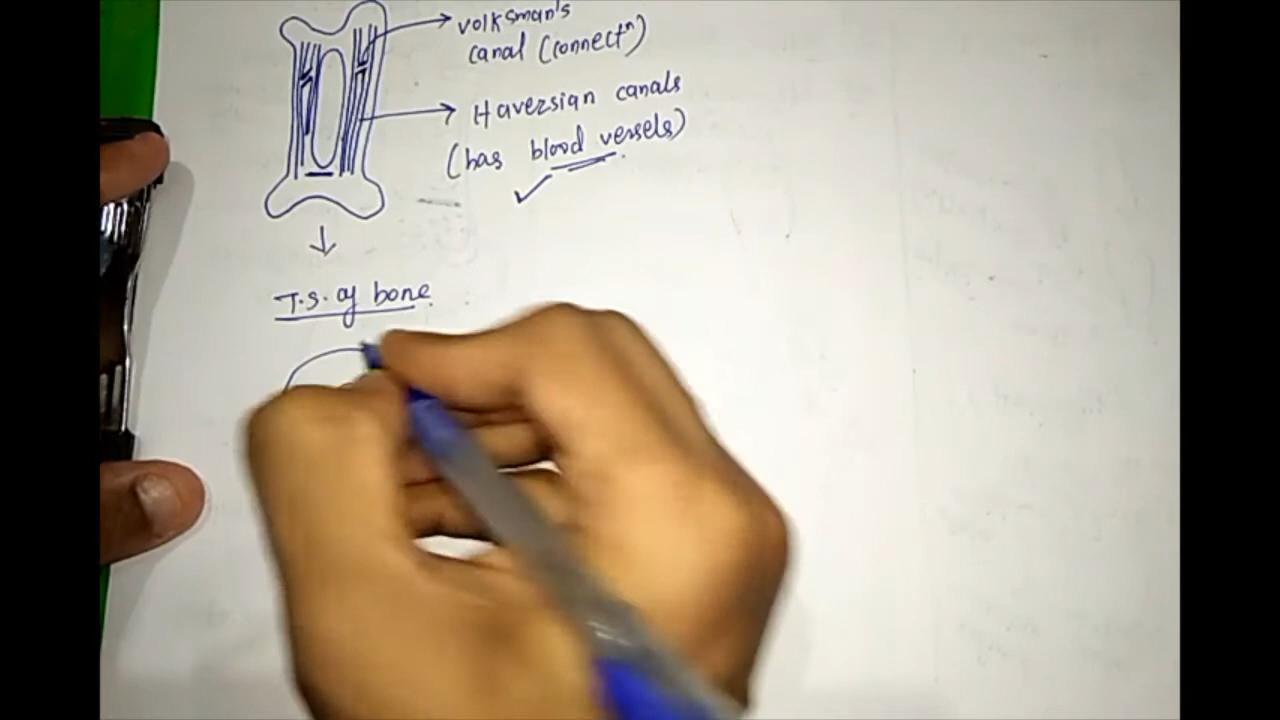 volksman's
canal (connectⁿ)
Haversian canals
(has blood vessels)
T.S. of bone